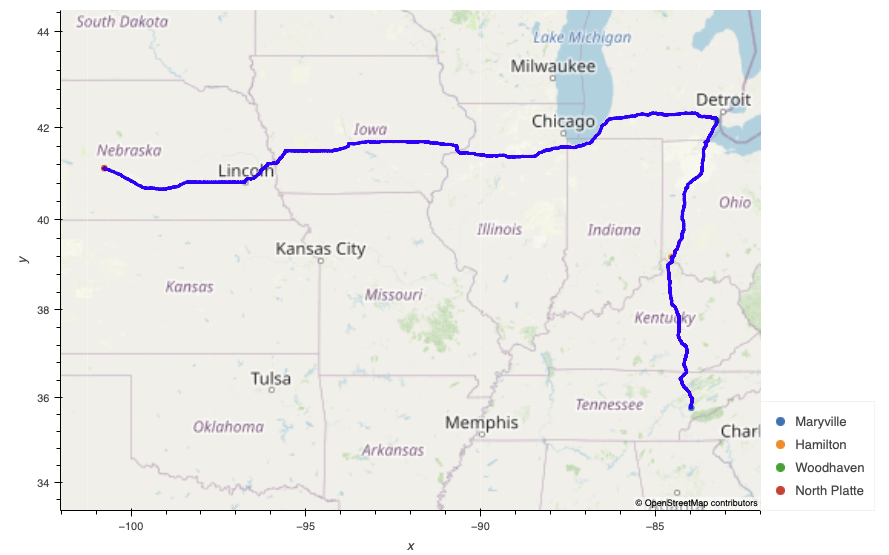 44
South Dakota
Lake Michigan
Milwaukee
Detroit
Chicago
42
Iowa
Nebraska
Lincoln
Ohio
40
Illinois
Indiana
Kansas City
y
Kansas
Missouri
38
Kentucky
Tulsa
36
Tennessee
Memphis
Charl
Oklahoma
Arkansas
34
© OpenStreetMap contributors
−100
−95
−90
−85
x
Maryville
Hamilton
Woodhaven
North Platte